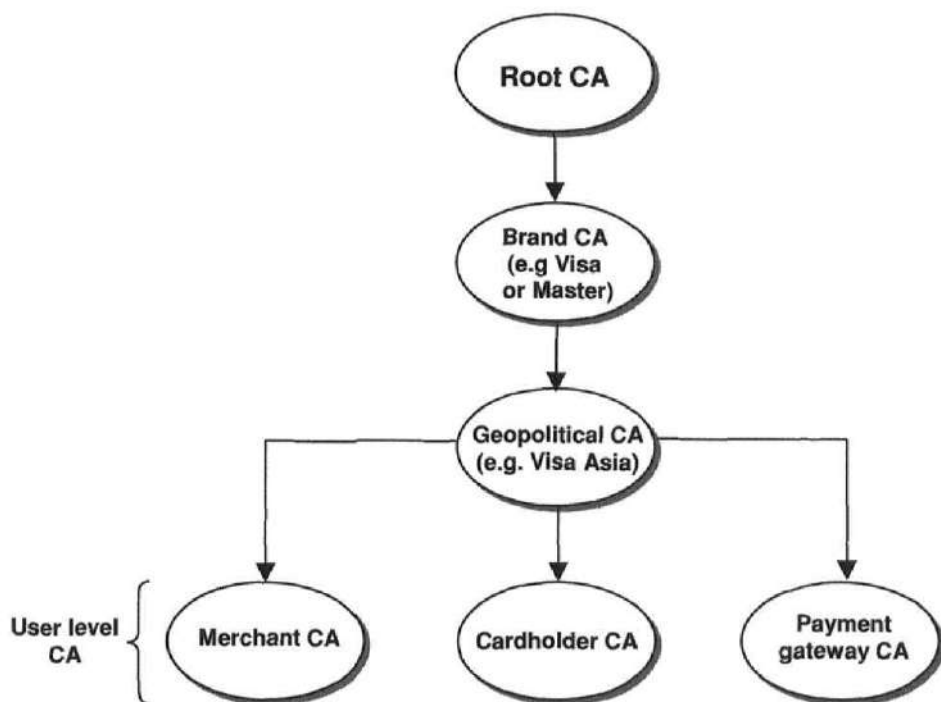 Root CA
Brand CA
(e.g Visa
or Master)
Geopolitical CA
(e.g. Visa Asia)
User level
CA
Merchant CA
Cardholder CA
Payment
gateway CA